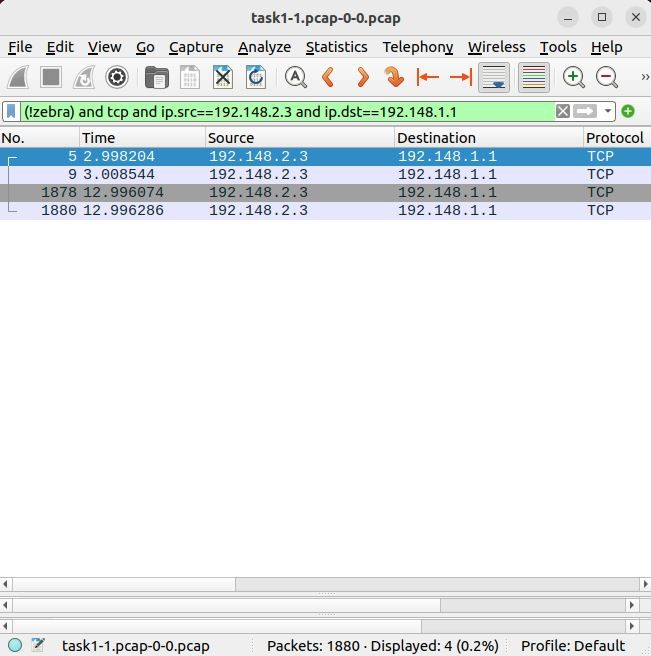 task1-1.pcap-0-0.pcap
File Edit View Go Capture Analyze Statistics Telephony Wireless Tools Help
(!zebra) and tcp and ip.src==192.148.2.3 and ip.dst==192.148.1.1
No. Time Source Destination Protocol
5 2.998204 192.148.2.3 192.148.1.1 TCP
9 3.008544 192.148.2.3 192.148.1.1 TCP
1878 12.996074 192.148.2.3 192.148.1.1 TCP
1880 12.996286 192.148.2.3 192.148.1.1 TCP
task1-1.pcap-0-0.pcap Packets: 1880 · Displayed: 4 (0.2%) Profile: Default